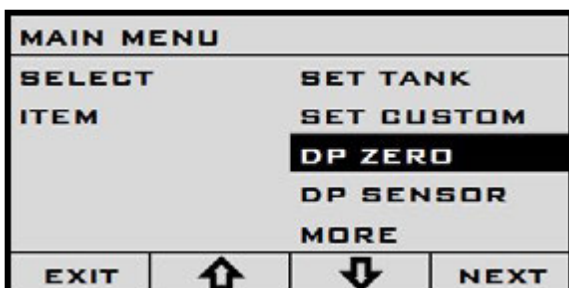 MAIN MENU
SELECT SET TANK
ITEM SET CUSTOM
DP ZERO
DP SENSOR
MORE
EXIT NEXT